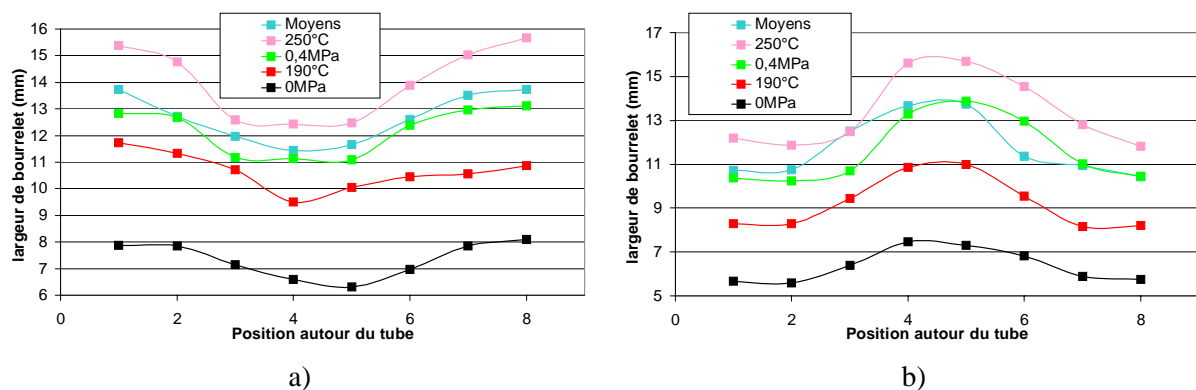 16
15
14
13
12
11
10
9
8
7
6
largeur de bourrelet (mm)
Moyens
250°C
0,4MPa
190°C
0MPa
0 2 4 6 8
Position autour du tube
a)
17
15
13
11
9
7
5
largeur de bourrelet (mm)
Moyens
250°C
0,4MPa
190°C
0MPa
0 2 4 6 8
Position autour du tube
b)